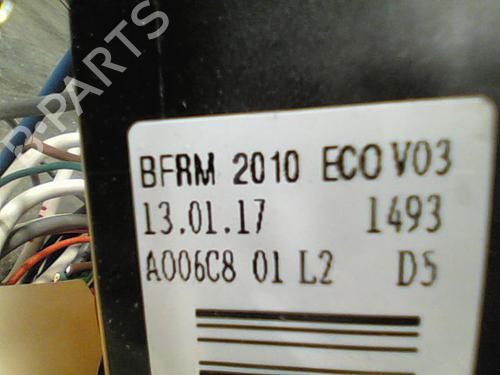 B-PARTS
BFRM 2010 ECO V03
13.01.17 1493
A006C8 01 L2 D5